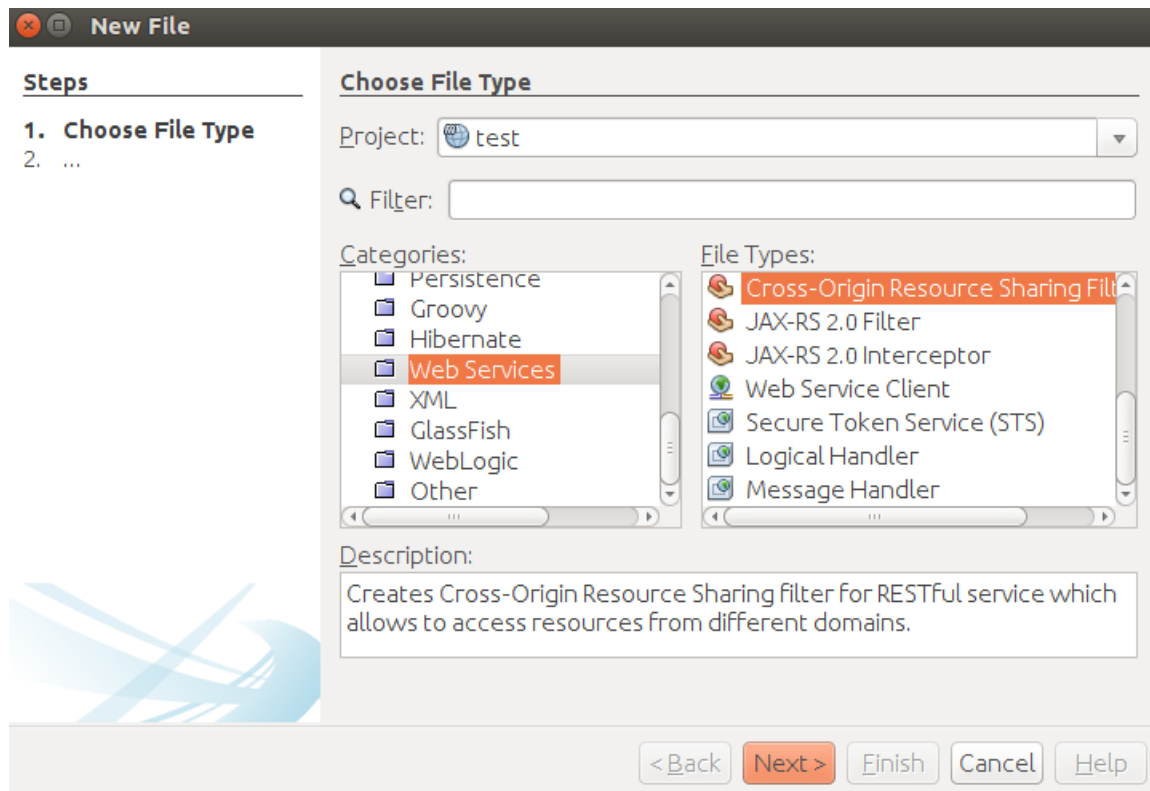 New File
Steps
1. Choose File Type
2. ...
Choose File Type
Project: test
Filter:
Categories:
Persistence
Groovy
Hibernate
Web Services
XML
GlassFish
WebLogic
Other
File Types:
Cross-Origin Resource Sharing Filt
JAX-RS 2.0 Filter
JAX-RS 2.0 Interceptor
Web Service Client
Secure Token Service (STS)
Logical Handler
Message Handler
Description:
Creates Cross-Origin Resource Sharing filter for RESTful service which
allows to access resources from different domains.
< Back Next > Finish Cancel Help